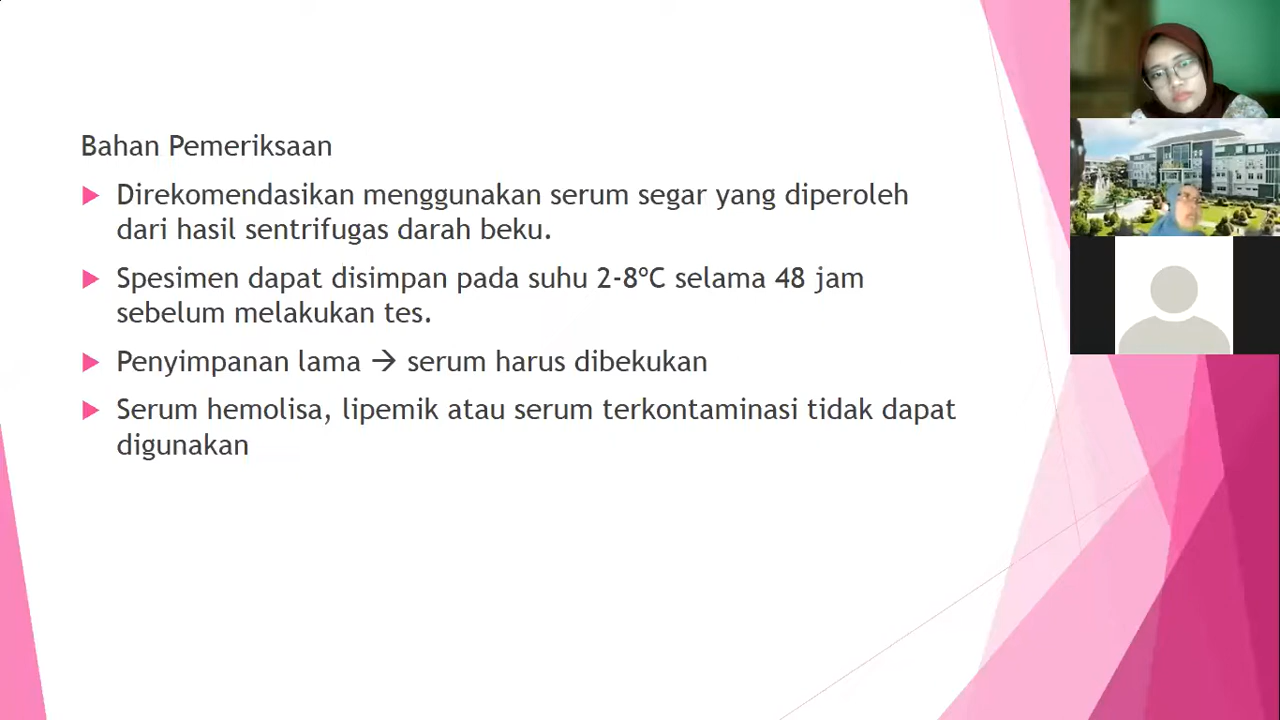 Bahan Pemeriksaan
Direkomendasikan menggunakan serum segar yang diperoleh
dari hasil sentrifugas darah beku.
Spesimen dapat disimpan pada suhu 2-8°C selama 48 jam
sebelum melakukan tes.
Penyimpanan lama → serum harus dibekukan
Serum hemolisa, lipemik atau serum terkontaminasi tidak dapat
digunakan